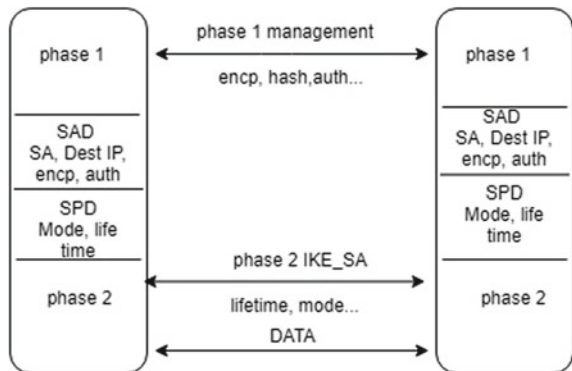 phase 1
phase 1 management
phase 1
encp, hash,auth...
SAD
SA, Dest IP,
encp, auth
SAD
SA, Dest IP,
encp, auth
SPD
Mode, life
time
SPD
Mode, life
time
phase 2 IKE_SA
phase 2
lifetime, mode...
phase 2
DATA